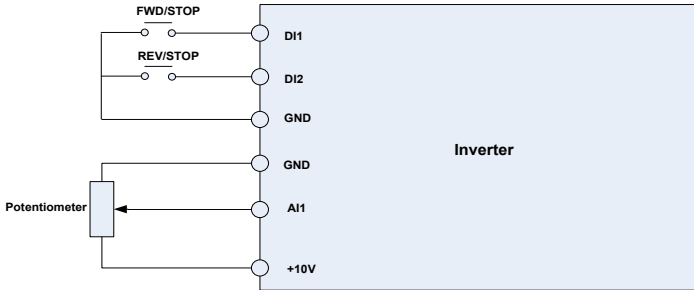 FWD/STOP
DI1
REV/STOP
DI2
GND
GND
Inverter
Potentiometer
AI1
+10V